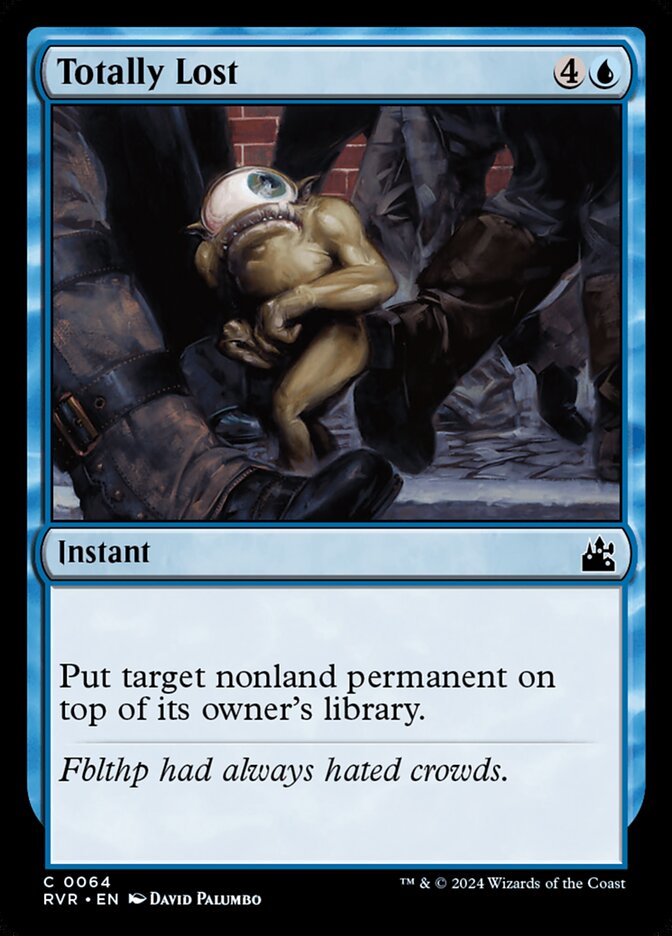 Totally Lost 4
Instant
Put target nonland permanent on
top of its owner's library.
Fblthp had always hated crowds.
C 0064 ™ & © 2024 Wizards of the Coast
RVR • EN David Palumbo